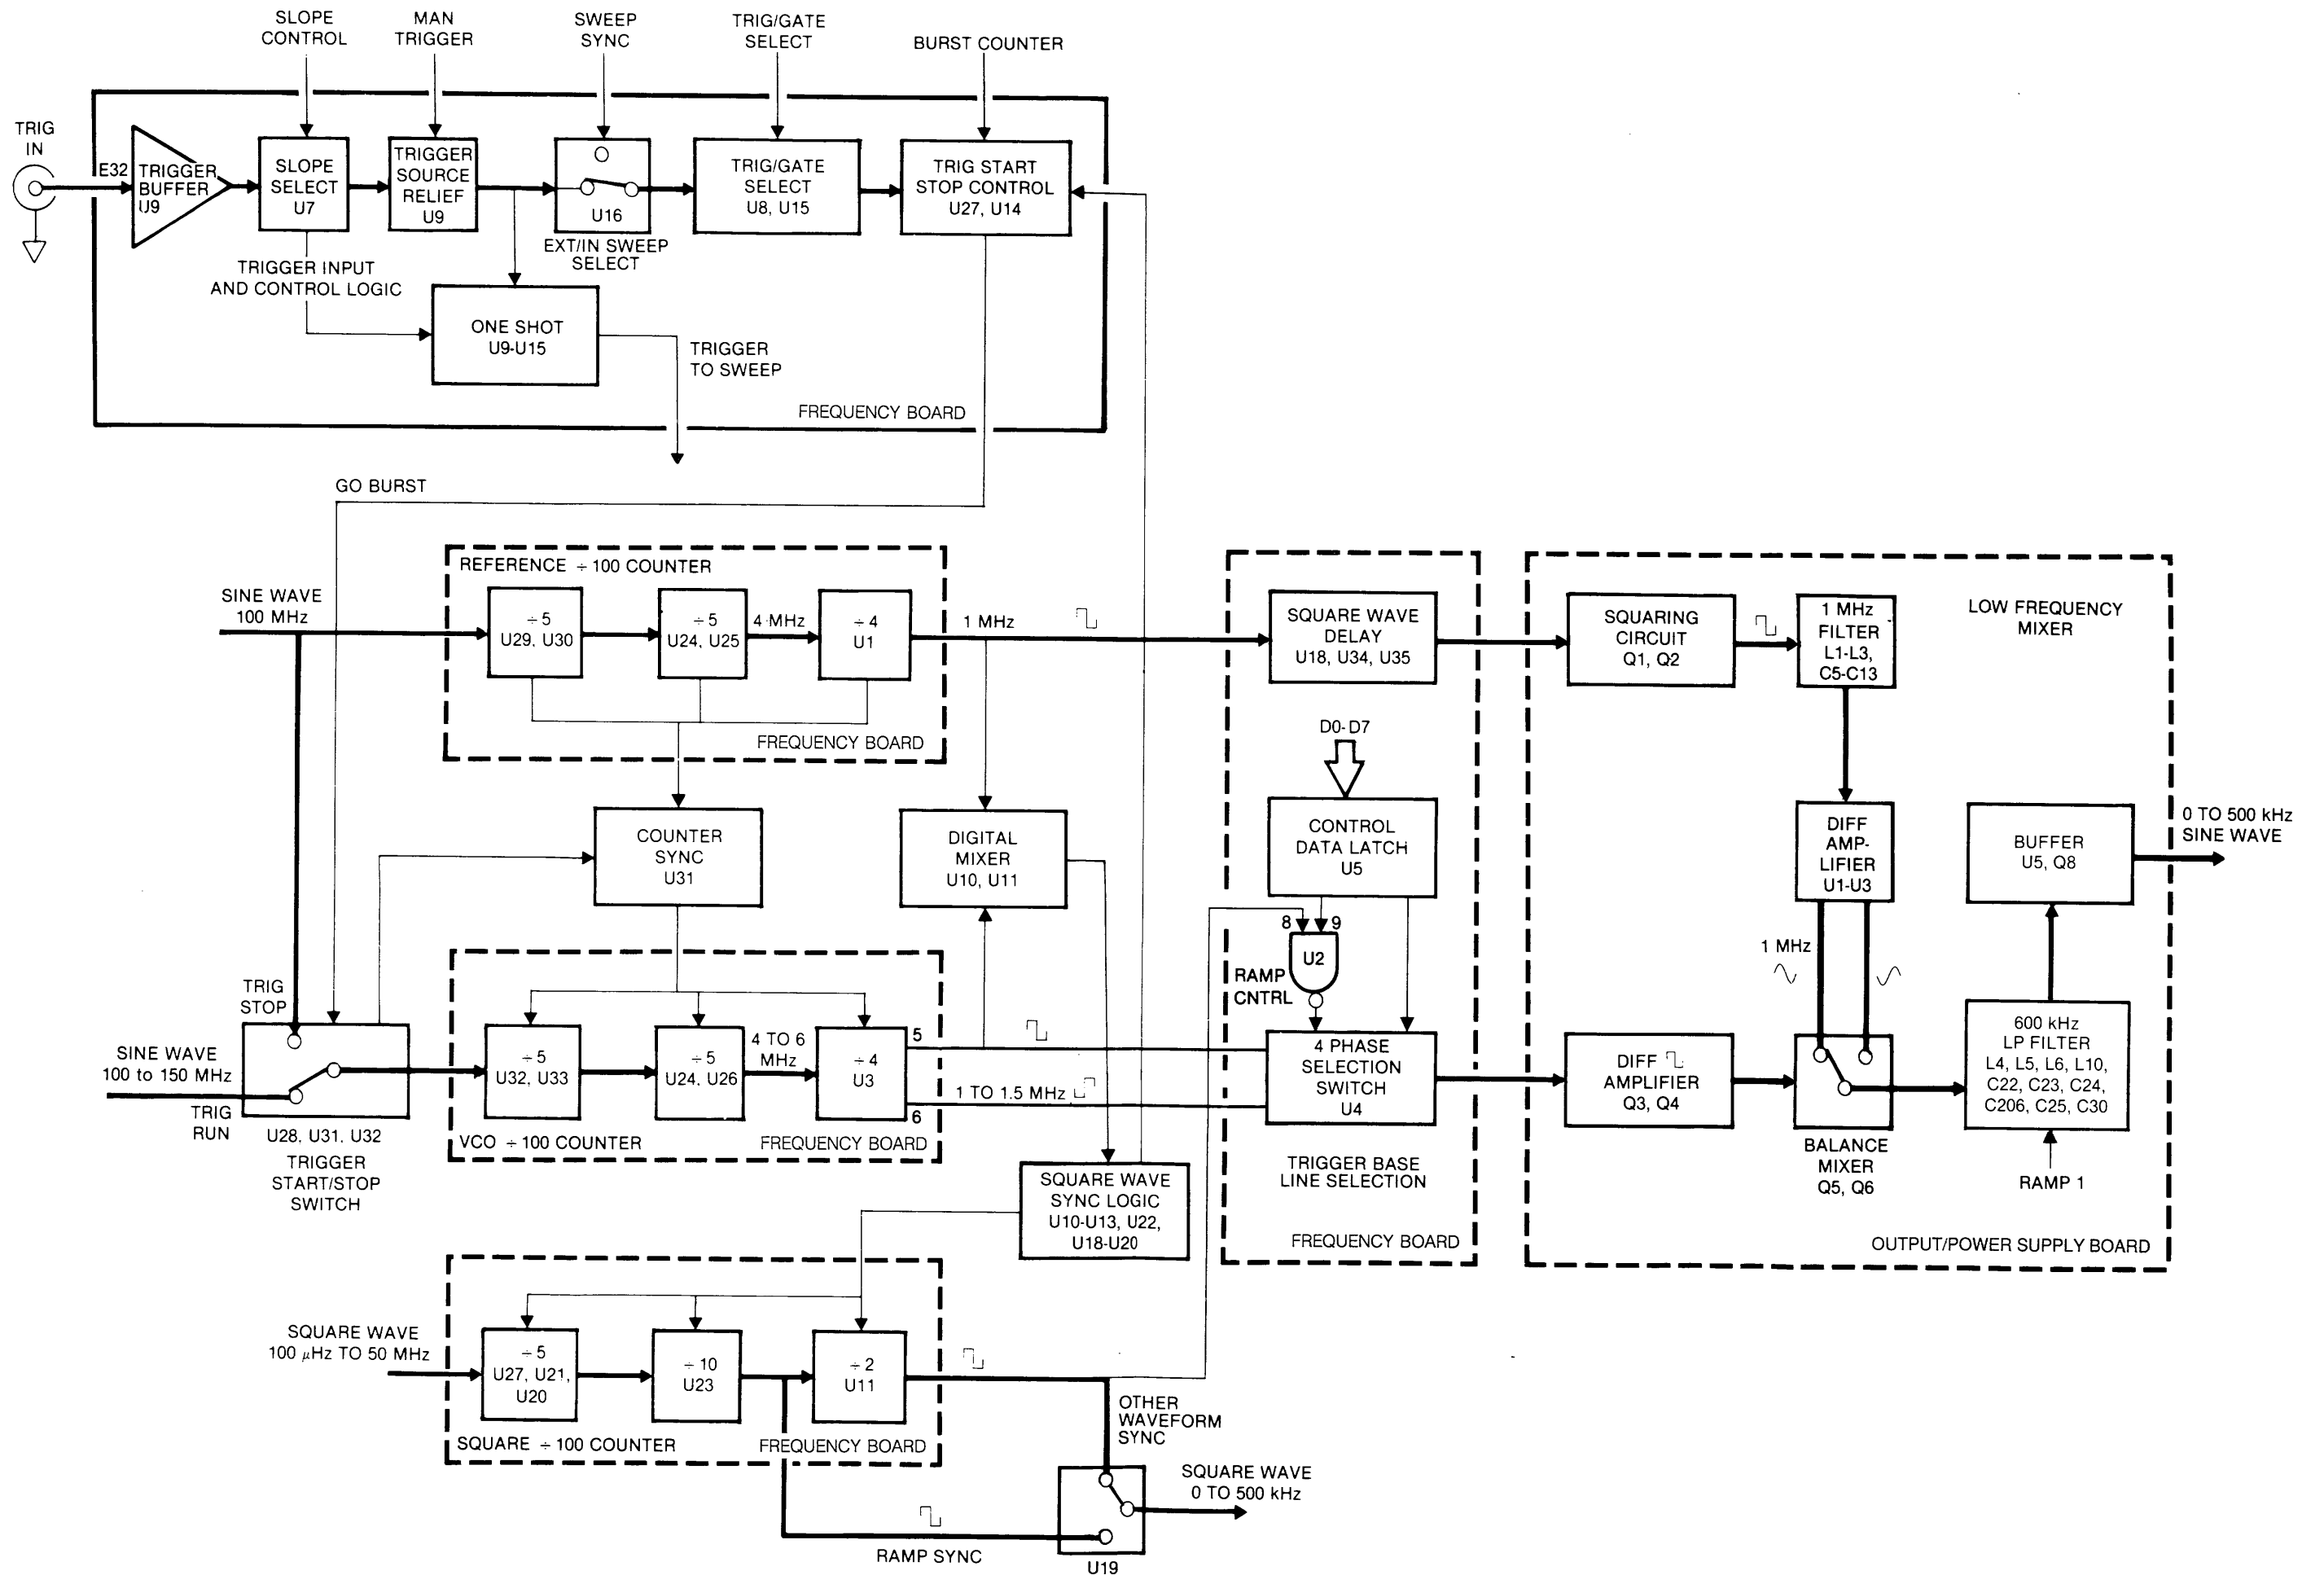 SLOPE
CONTROL
MAN
TRIGGER
SWEEP
SYNC
TRIG/GATE
SELECT
BURST COUNTER
TRIG
IN
E32
TRIGGER
BUFFER
U9
SLOPE
SELECT
U7
TRIGGER
SOURCE
RELIEF
U9
U16
EXT/IN SWEEP
SELECT
TRIG/GATE
SELECT
U8, U15
TRIG START
STOP CONTROL
U27, U14
TRIGGER INPUT
AND CONTROL LOGIC
ONE SHOT
U9-U15
TRIGGER
TO SWEEP
FREQUENCY BOARD
GO BURST
REFERENCE ÷ 100 COUNTER
SINE WAVE
100 MHz
÷ 5
U29, U30
÷ 5
U24, U25
4 MHz
÷ 4
U1
1 MHz
FREQUENCY BOARD
SQUARE WAVE
DELAY
U18, U34, U35
SQUARING
CIRCUIT
Q1, Q2
1 MHz
FILTER
L1-L3,
C5-C13
LOW FREQUENCY
MIXER
D0-D7
COUNTER
SYNC
U31
DIGITAL
MIXER
U10, U11
CONTROL
DATA LATCH
U5
DIFF
AMP-
LIFIER
U1-U3
BUFFER
U5, Q8
0 TO 500 kHz
SINE WAVE
8
9
U2
RAMP
CNTRL
1 MHz
TRIG
STOP
SINE WAVE
100 to 150 MHz
TRIG
RUN
U28, U31, U32
TRIGGER
START/STOP
SWITCH
÷ 5
U32, U33
÷ 5
U24, U26
4 TO 6
MHz
÷ 4
U3
5
6
1 TO 1.5 MHz
VCO ÷ 100 COUNTER
FREQUENCY BOARD
4 PHASE
SELECTION
SWITCH
U4
TRIGGER BASE
LINE SELECTION
FREQUENCY BOARD
DIFF
AMPLIFIER
Q3, Q4
BALANCE
MIXER
Q5, Q6
600 kHz
LP FILTER
L4, L5, L6, L10,
C22, C23, C24,
C206, C25, C30
RAMP 1
OUTPUT/POWER SUPPLY BOARD
SQUARE WAVE
SYNC LOGIC
U10-U13, U22,
U18-U20
SQUARE WAVE
100 µHz TO 50 MHz
÷ 5
U27, U21,
U20
÷ 10
U23
÷ 2
U11
SQUARE ÷ 100 COUNTER
FREQUENCY BOARD
OTHER
WAVEFORM
SYNC
SQUARE WAVE
0 TO 500 kHz
RAMP SYNC
U19